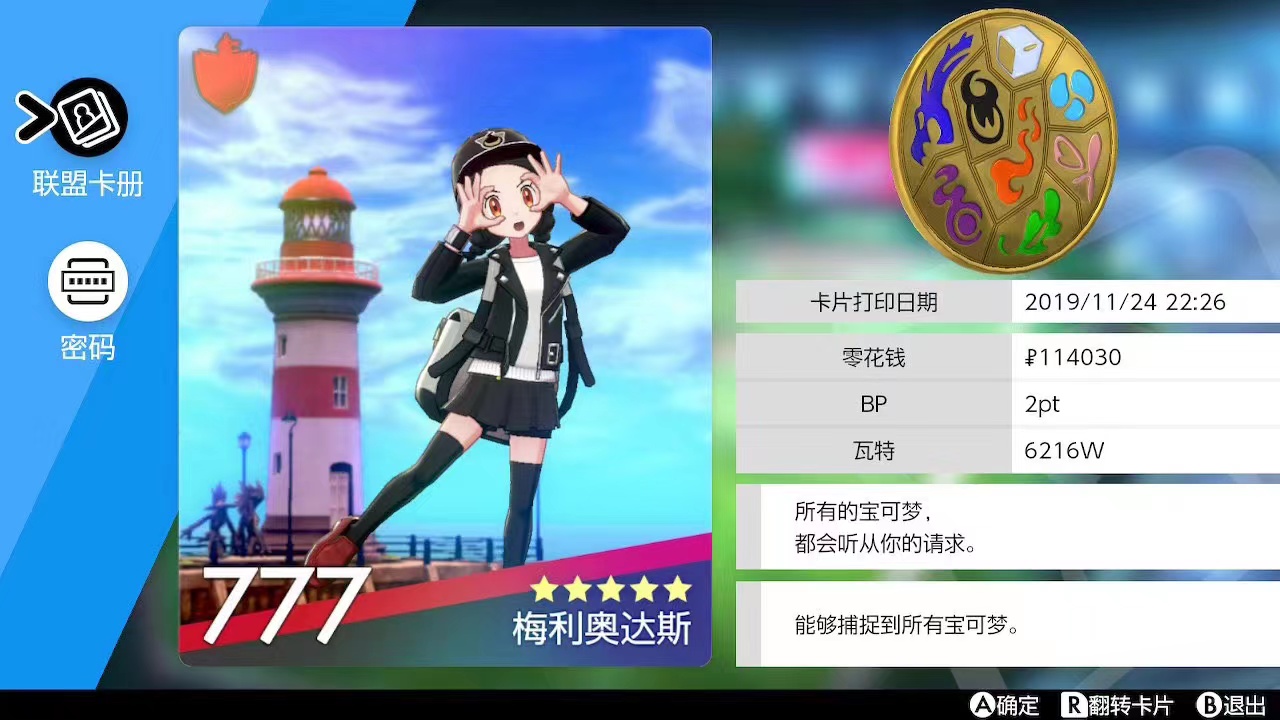 联盟卡册
密码
777
梅利奥达斯
卡片打印日期 2019/11/24 22:26
零花钱 ₽114030
BP 2pt
瓦特 6216W
所有的宝可梦，
都会听从你的请求。
能够捕捉到所有宝可梦。
A确定 R翻转卡片 B退出